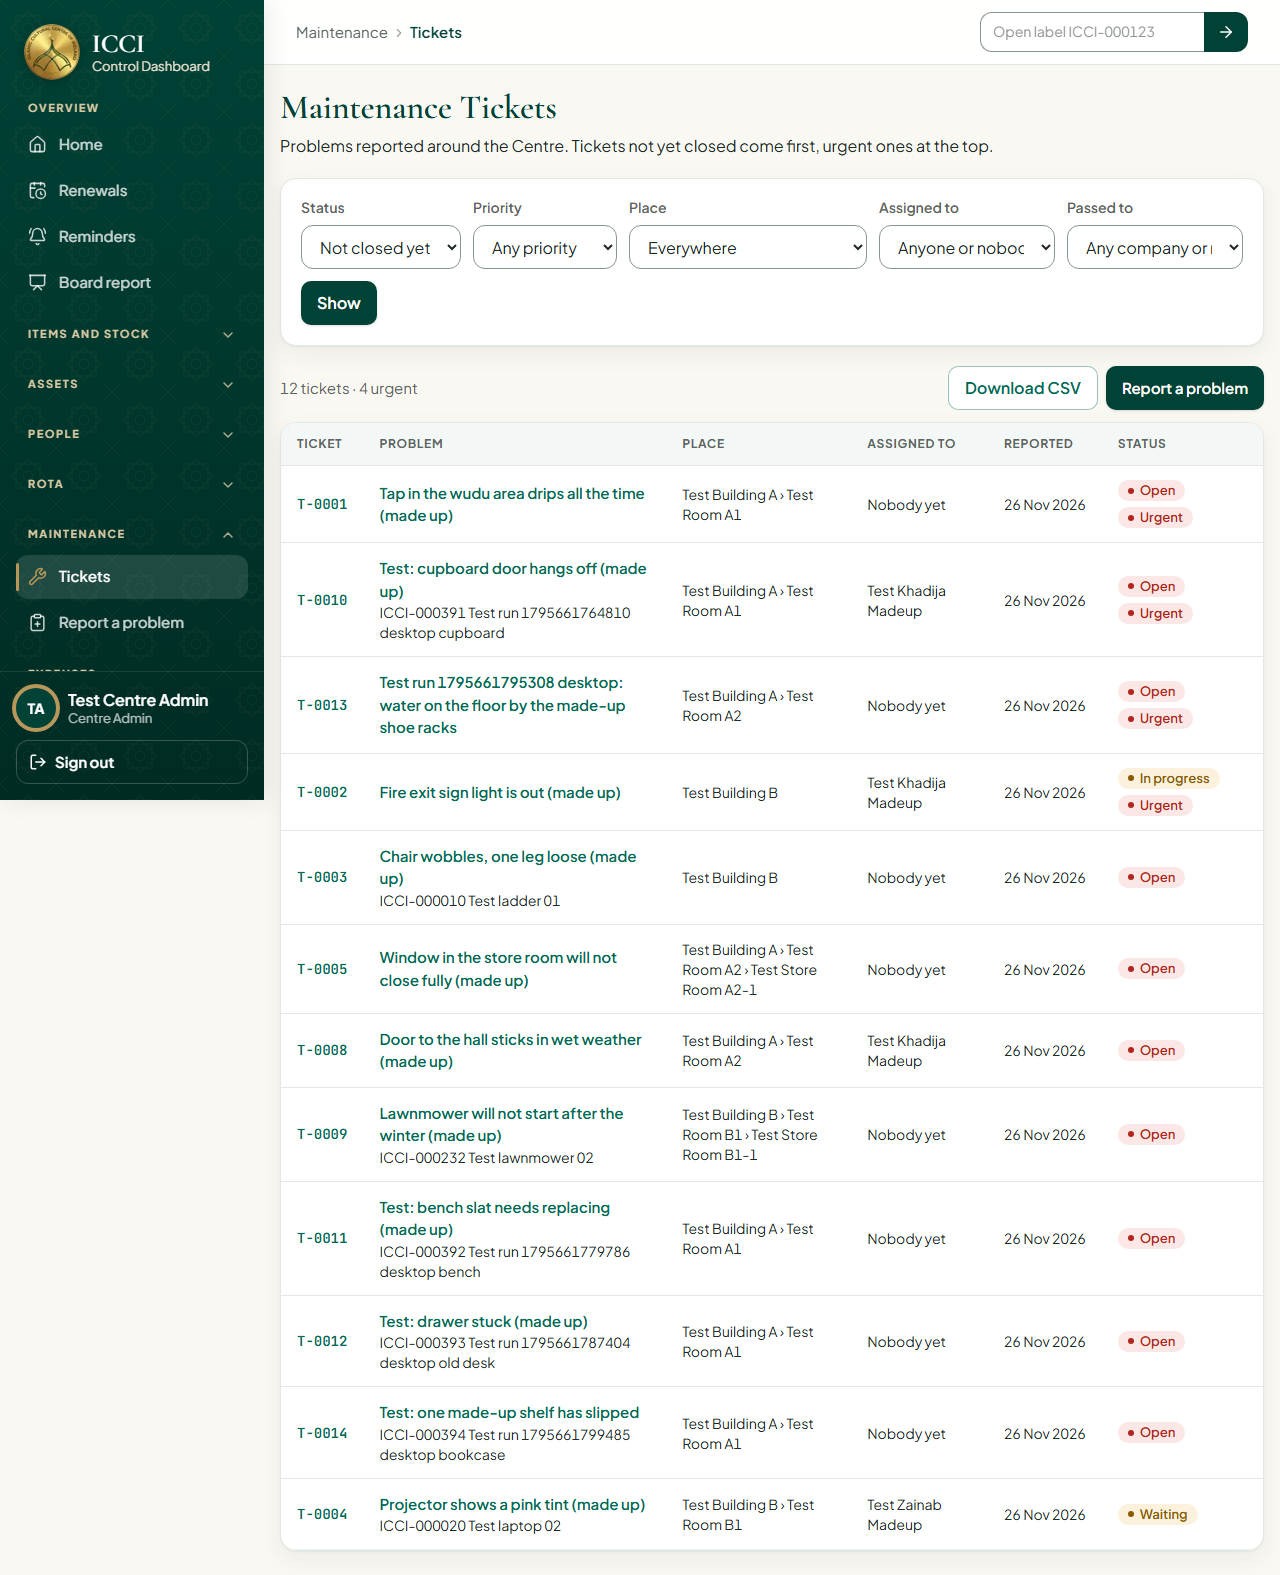 ICCI
Control Dashboard
OVERVIEW
Home
Renewals
Reminders
Board report
ITEMS AND STOCK
ASSETS
PEOPLE
ROTA
MAINTENANCE
Tickets
Report a problem
TA
Test Centre Admin
Centre Admin
Sign out
Maintenance › Tickets
Open label ICCI-000123
Maintenance Tickets
Problems reported around the Centre. Tickets not yet closed come first, urgent ones at the top.
Status Priority Place Assigned to Passed to
Not closed yet Any priority Everywhere Anyone or noboc Any company or
Show
12 tickets · 4 urgent
Download CSV Report a problem
TICKET PROBLEM PLACE ASSIGNED TO REPORTED STATUS
T-0001
Tap in the wudu area drips all the time
(made up)
Test Building A › Test
Room A1
Nobody yet
26 Nov 2026
Open
Urgent
T-0010
Test: cupboard door hangs off (made
up)
ICCI-000391 Test run 1795661764810
desktop cupboard
Test Building A › Test
Room A1
Test Khadija
Madeup
26 Nov 2026
Open
Urgent
T-0013
Test run 1795661795308 desktop:
water on the floor by the made-up
shoe racks
Test Building A › Test
Room A2
Nobody yet
26 Nov 2026
Open
Urgent
T-0002
Fire exit sign light is out (made up)
Test Building B
Test Khadija
Madeup
26 Nov 2026
In progress
Urgent
T-0003
Chair wobbles, one leg loose (made
up)
ICCI-000010 Test ladder 01
Test Building B
Nobody yet
26 Nov 2026
Open
T-0005
Window in the store room will not
close fully (made up)
Test Building A › Test
Room A2 › Test Store
Room A2-1
Nobody yet
26 Nov 2026
Open
T-0008
Door to the hall sticks in wet weather
(made up)
Test Building A › Test
Room A2
Test Khadija
Madeup
26 Nov 2026
Open
T-0009
Lawnmower will not start after the
winter (made up)
ICCI-000232 Test lawnmower 02
Test Building B › Test
Room B1 › Test Store
Room B1-1
Nobody yet
26 Nov 2026
Open
T-0011
Test: bench slat needs replacing
(made up)
ICCI-000392 Test run 1795661779786
desktop bench
Test Building A › Test
Room A1
Nobody yet
26 Nov 2026
Open
T-0012
Test: drawer stuck (made up)
ICCI-000393 Test run 1795661787404
desktop old desk
Test Building A › Test
Room A1
Nobody yet
26 Nov 2026
Open
T-0014
Test: one made-up shelf has slipped
ICCI-000394 Test run 1795661799485
desktop bookcase
Test Building A › Test
Room A1
Nobody yet
26 Nov 2026
Open
T-0004
Projector shows a pink tint (made up)
ICCI-000020 Test laptop 02
Test Building B › Test
Room B1
Test Zainab
Madeup
26 Nov 2026
Waiting